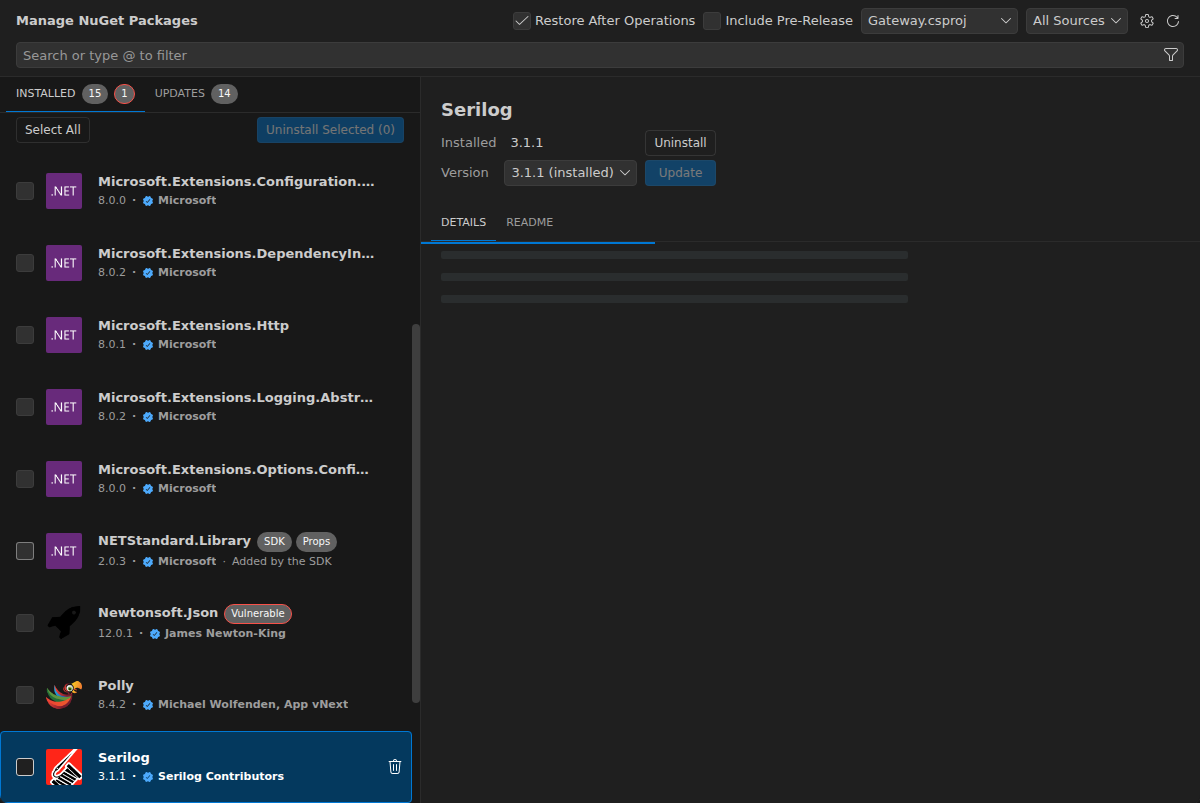 Manage NuGet Packages
Restore After Operations
Include Pre-Release
Gateway.csproj
All Sources
Search or type @ to filter
INSTALLED 15 1 UPDATES 14
Select All
Uninstall Selected (0)
.NET
Microsoft.Extensions.Configuration....
8.0.0 · Microsoft
.NET
Microsoft.Extensions.DependencyIn...
8.0.2 · Microsoft
.NET
Microsoft.Extensions.Http
8.0.1 · Microsoft
.NET
Microsoft.Extensions.Logging.Abstr...
8.0.2 · Microsoft
.NET
Microsoft.Extensions.Options.Confi...
8.0.0 · Microsoft
.NET
NETStandard.Library SDK Props
2.0.3 · Microsoft · Added by the SDK
Newtonsoft.Json Vulnerable
12.0.1 · James Newton-King
Polly
8.4.2 · Michael Wolfenden, App vNext
Serilog
3.1.1 · Serilog Contributors
Serilog
Installed 3.1.1 Uninstall
Version 3.1.1 (installed) Update
DETAILS README